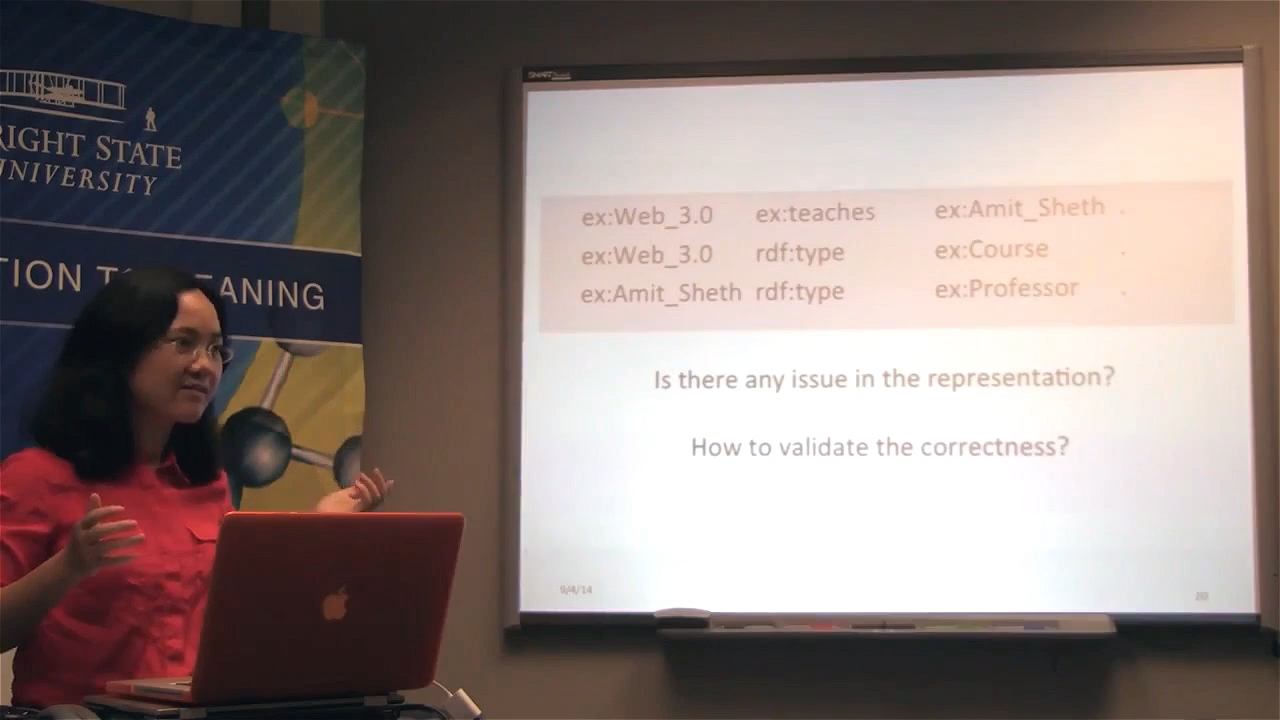 RIGHT STATE
UNIVERSITY
TION T EANING
SMART
ex:Web_3.0 ex:teaches ex:Amit_Sheth .
ex:Web_3.0 rdf:type ex:Course .
ex:Amit_Sheth rdf:type ex:Professor .
Is there any issue in the representation?
How to validate the correctness?
9/4/14
20